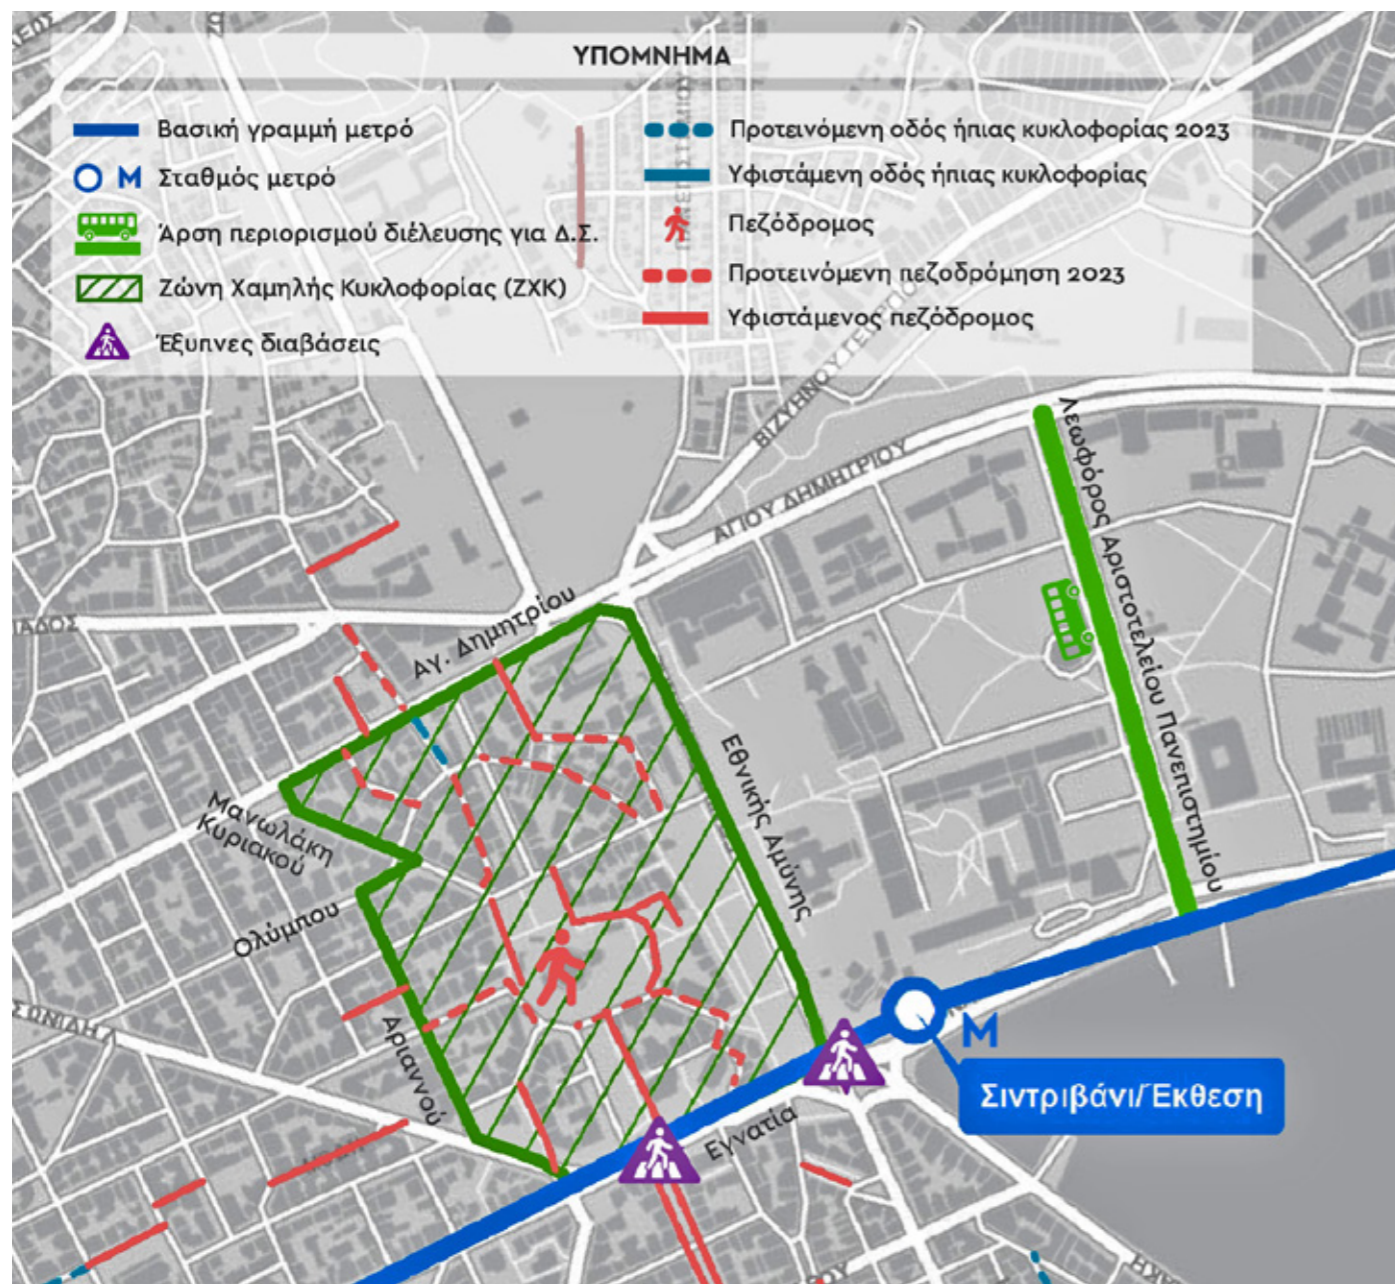 ΥΠΟΜΝΗΜΑ
Βασική γραμμή μετρό
Μ Σταθμός μετρό
Άρση περιορισμού διέλευσης για Δ.Σ.
Ζώνη Χαμηλής Κυκλοφορίας (ΖΧΚ)
Έξυπνες διαβάσεις
Προτεινόμενη οδός ήπιας κυκλοφορίας 2023
Υφιστάμενη οδός ήπιας κυκλοφορίας
Πεζόδρομος
Προτεινόμενη πεζοδρόμηση 2023
Υφιστάμενος πεζόδρομος
ΑΓΙΟΥ ΔΗΜΗΤΡΙΟΥ
Λεωφόρος Αριστοτελείου Πανεπιστημίου
Αγ. Δημητρίου
Εθνικής Αμύνης
Μανωλάκη
Κυριακού
Ολύμπου
Αριανού
Μ
Σιντριβάνι/Έκθεση
Εγνατία